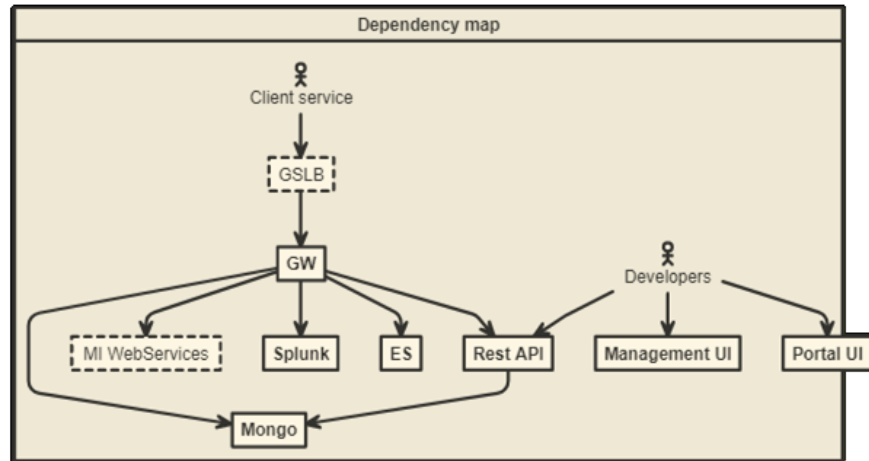 Dependency map
Client service
GSLB
GW
Developers
MI WebServices
Splunk
ES
Rest API
Management UI
Portal UI
Mongo